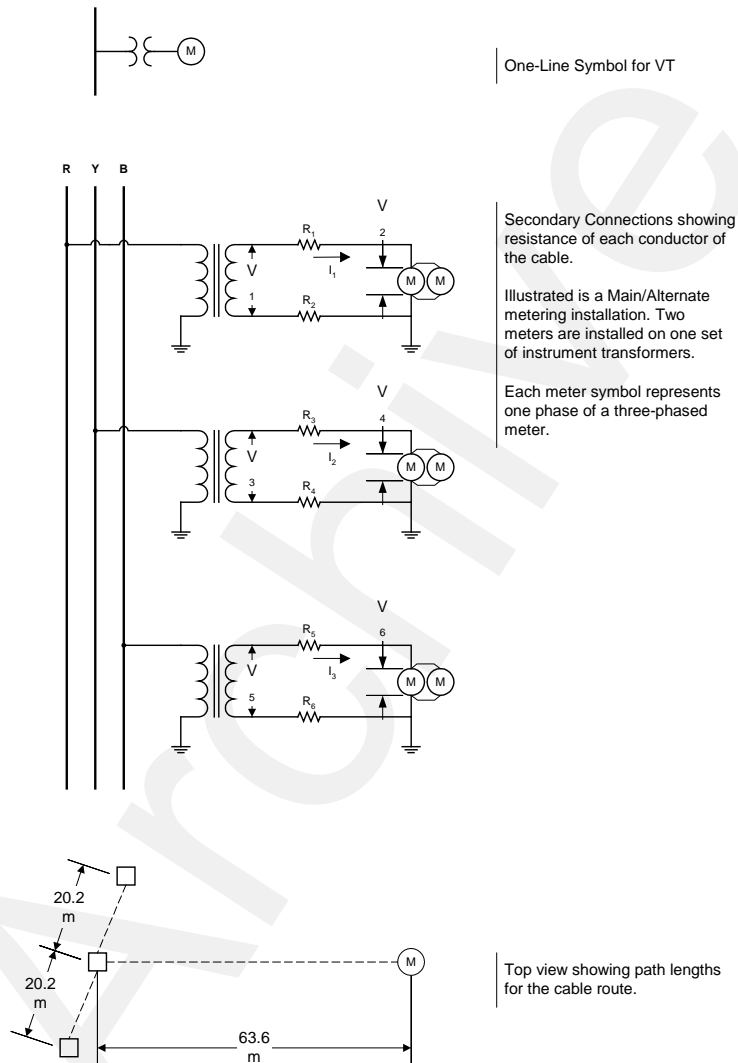 M
One-Line Symbol for VT
R Y B
V
2
R1
I1
V
1
R2
M M
Secondary Connections showing
resistance of each conductor of
the cable.
Illustrated is a Main/Alternate
metering installation. Two
meters are installed on one set
of instrument transformers.
Each meter symbol represents
one phase of a three-phased
meter.
V
4
R3
I2
V
3
R4
M M
V
6
R5
I3
V
5
R6
M M
20.2
m
20.2
m
M
63.6
m
Top view showing path lengths
for the cable route.
Archive